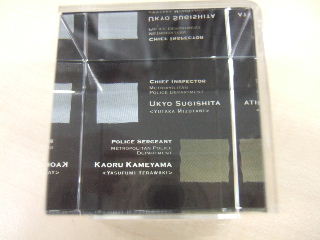 UKYO SUGISHITA
CHIEF INSPECTOR
CHIEF INSPECTOR
METROPOLITAN
POLICE DEPARTMENT
UKYO SUGISHITA
<YUTAKA MIZUTANI>
POLICE SERGEANT
METROPOLITAN POLICE
DEPARTMENT
KAORU KAMEYAMA
<YASUFUMI TERAWAKI>